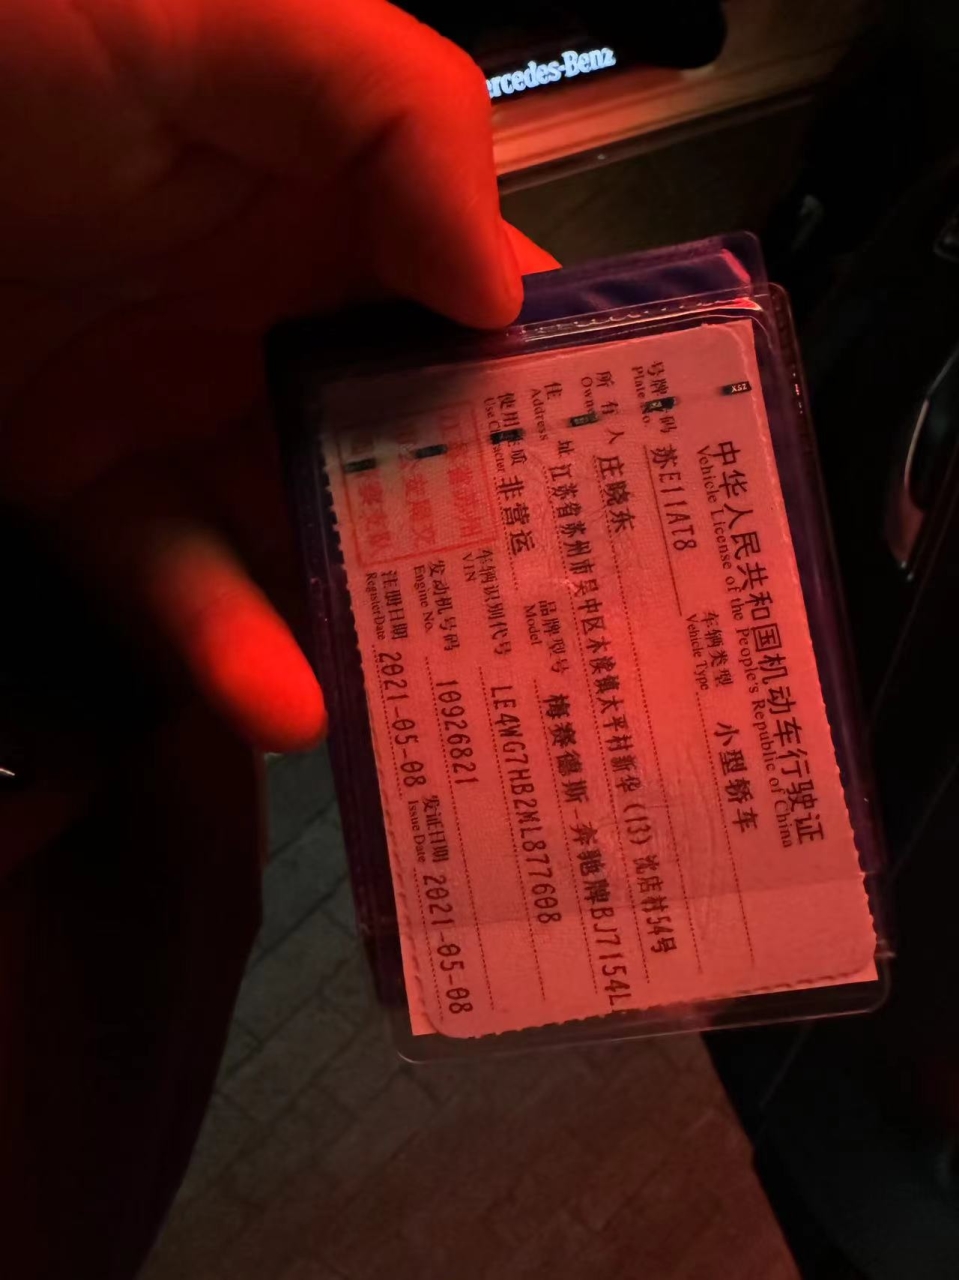 Mercedes-Benz
中华人民共和国机动车行驶证
Vehicle License of the People's Republic of China
号牌号码 苏E11AT8 车辆类型 小型轿车
Plate No. Vehicle Type
所有人 庄晓东
Owner
住址 江苏省苏州市吴中区木渎镇太平村新华(13)沈店村54号
Address
使用性质 非营运 品牌型号 梅赛德斯-奔驰牌BJ7154L
Use Character Model
车辆识别代号 LE4WG7HB2ML877608
VIN
发动机号码 10926821
Engine No.
注册日期 2021-05-08 发证日期 2021-05-08
Register Date Issue Date